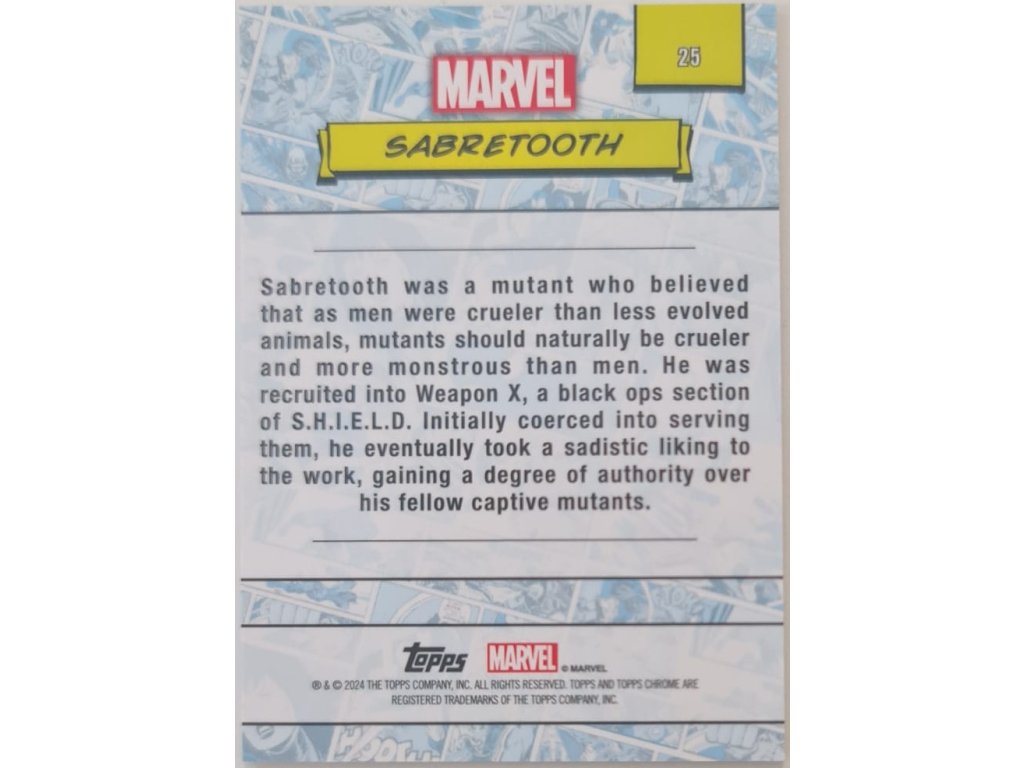 25
MARVEL
SABRETOOTH
Sabretooth was a mutant who believed
that as men were crueler than less evolved
animals, mutants should naturally be crueler
and more monstrous than men. He was
recruited into Weapon X, a black ops section
of S.H.I.E.L.D. Initially coerced into serving
them, he eventually took a sadistic liking to
the work, gaining a degree of authority over
his fellow captive mutants.
Topps MARVEL © MARVEL
® & © 2024 THE TOPPS COMPANY, INC. ALL RIGHTS RESERVED. TOPPS AND TOPPS CHROME ARE
REGISTERED TRADEMARKS OF THE TOPPS COMPANY, INC.